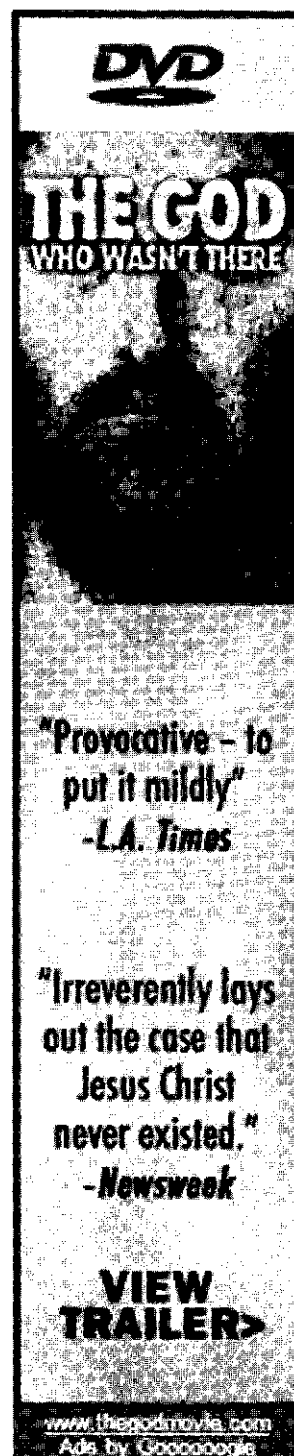 DVD
THE GOD
WHO WASN'T THERE
"Provocative – to
put it mildly"
-L.A. Times
"Irreverently lays
out the case that
Jesus Christ
never existed."
-Newsweek
VIEW
TRAILER>
www.thegodmovie.com
Ads by Goooooogle